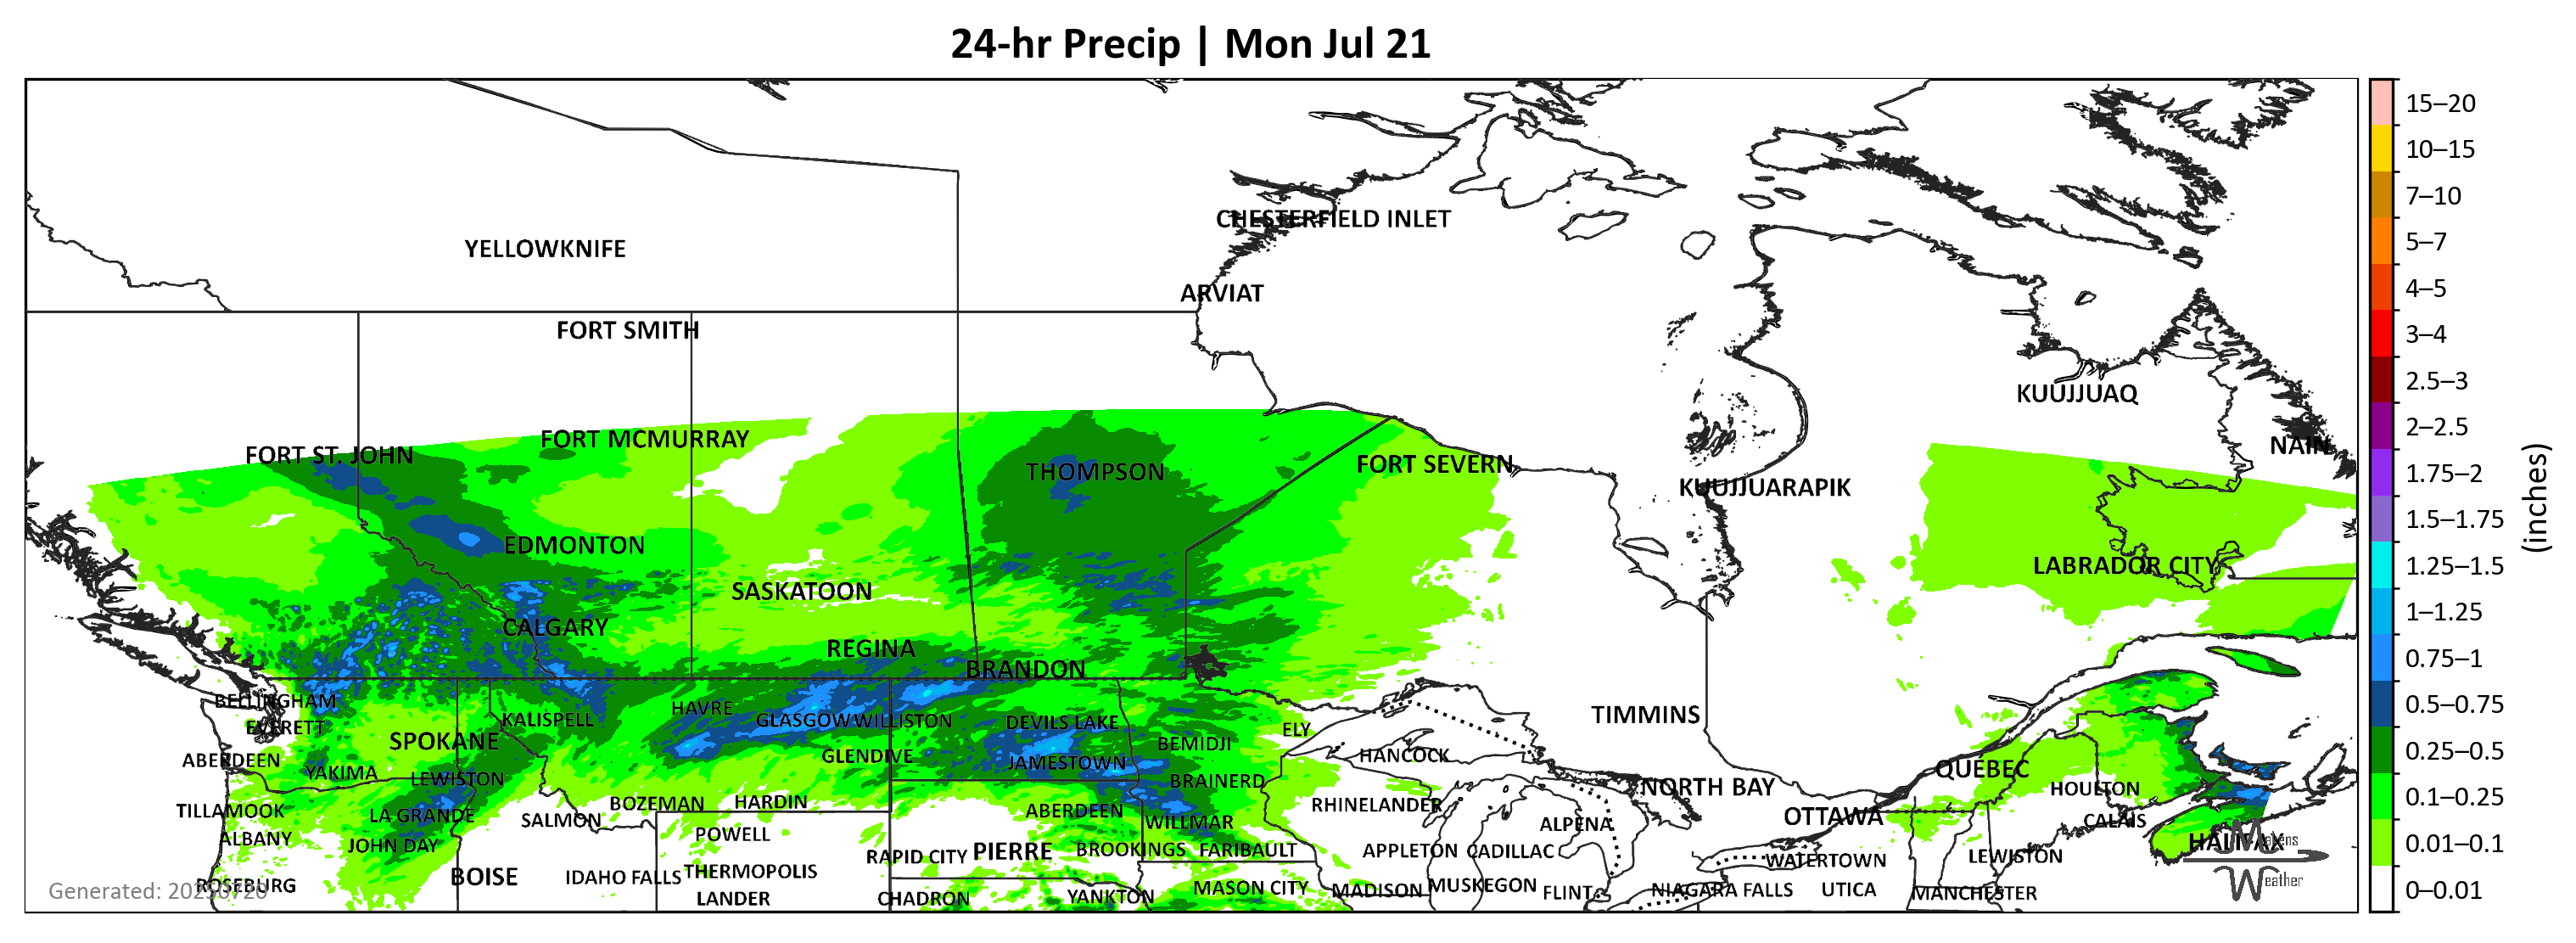 24-hr Precip | Mon Jul 21
CHESTERFIELD INLET
YELLOWKNIFE
ARVIAT
FORT SMITH
KUUJJUAQ
FORT MCMURRAY
NAIN
FORT ST. JOHN
THOMPSON
FORT SEVERN
KUUJJUARAPIK
EDMONTON
LABRADOR CITY
SASKATOON
CALGARY
REGINA
BRANDON
BELLINGHAM
HAVRE
KALISPELL
GLASGOW
WILLISTON
DEVILS LAKE
TIMMINS
EVERETT
ELY
SPOKANE
BEMIDJI
ABERDEEN
GLENDIVE
JAMESTOWN
HANCOCK
QUÉBEC
YAKIMA
LEWISTON
BRAINERD
NORTH BAY
HOULTON
TILLAMOOK
LA GRANDE
BOZEMAN
HARDIN
ABERDEEN
RHINELANDER
OTTAWA
SALMON
WILLMAR
ALPENA
CALAIS
ALBANY
JOHN DAY
POWELL
HALIFAX
RAPID CITY
PIERRE
BROOKINGS
FARIBAULT
APPLETON
CADILLAC
WATERTOWN
LEWISTON
BOISE
IDAHO FALLS
THERMOPOLIS
ROSEBURG
LANDER
CHADRON
YANKTON
MASON CITY
MADISON
MUSKEGON
FLINT
NIAGARA FALLS
UTICA
MANCHESTER
Generated: 20250720
Weather
15–20
10–15
7–10
5–7
4–5
3–4
2.5–3
2–2.5
1.75–2
1.5–1.75
1.25–1.5
1–1.25
0.75–1
0.5–0.75
0.25–0.5
0.1–0.25
0.01–0.1
0–0.01
(inches)